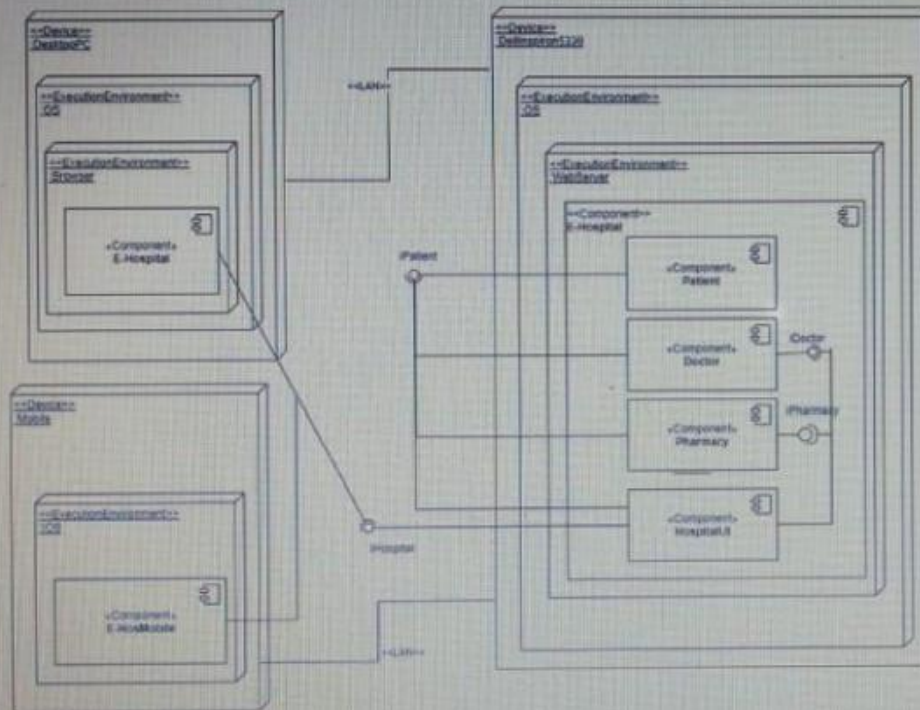 <<Device>>
:DesktopPC
<<ExecutionEnvironment>>
:OS
<<ExecutionEnvironment>>
:Browser
«Component»
E-Hospital
<<LAN>>
<<Device>>
<<ExecutionEnvironment>>
:OS
<<ExecutionEnvironment>>
:WebServer
<<Component>>
E-Hospital
iPatient
«Component»
Patient
«Component»
Doctor
iDoctor
«Component»
Pharmacy
iPharmacy
«Component»
HospitalUI
iHospital
<<Device>>
:Mobile
<<ExecutionEnvironment>>
«Component»
E-HosMobile
<<LAN>>